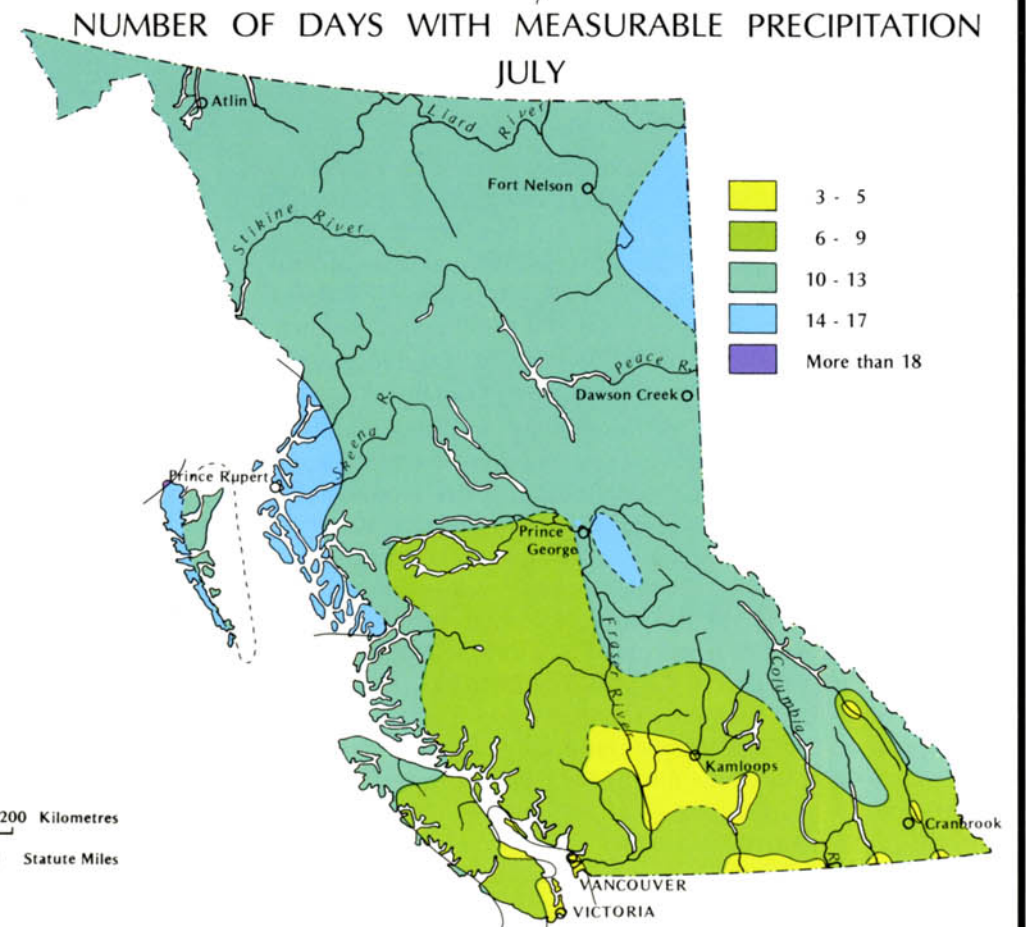 NUMBER OF DAYS WITH MEASURABLE PRECIPITATION
JULY
Atlin
Liard River
Fort Nelson
Stikine River
3 - 5
6 - 9
10 - 13
14 - 17
More than 18
Peace R.
Dawson Creek
Skeena R.
Prince Rupert
Prince
George
Fraser River
Columbia
Kamloops
200 Kilometres
Cranbrook
Statute Miles
VANCOUVER
VICTORIA